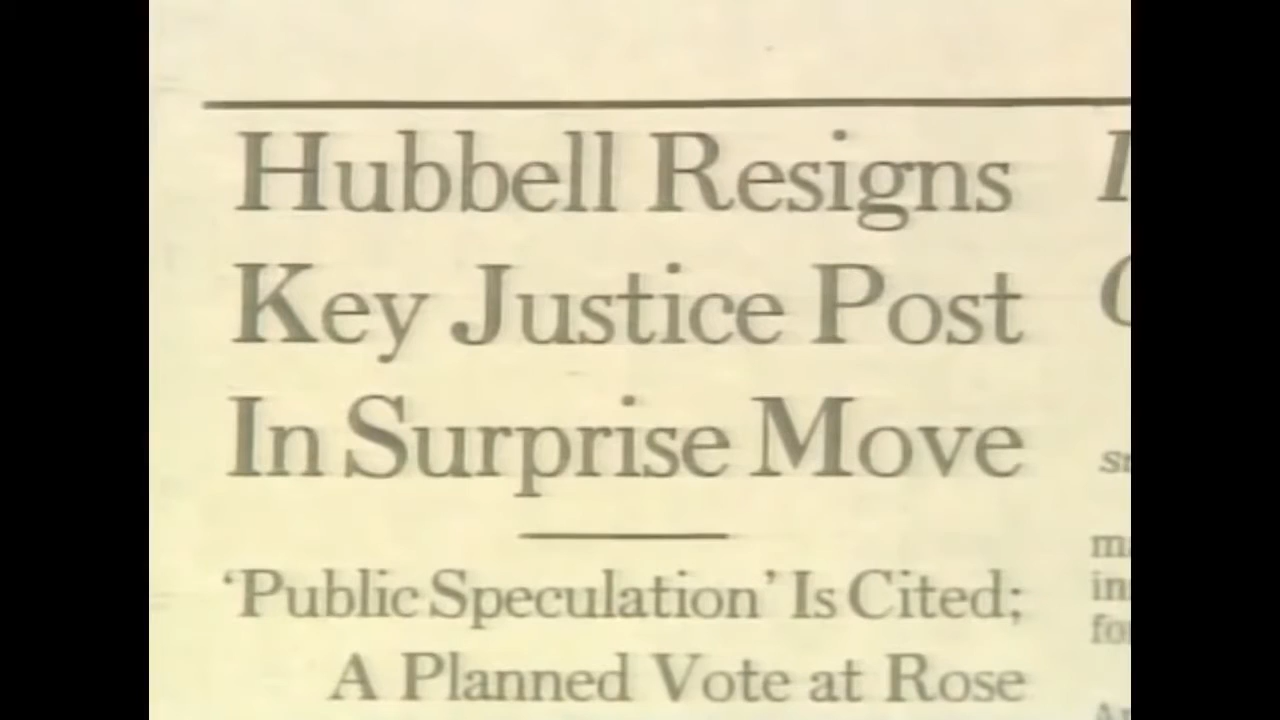 Hubbell Resigns
Key Justice Post
In Surprise Move
‘Public Speculation’ Is Cited;
A Planned Vote at Rose